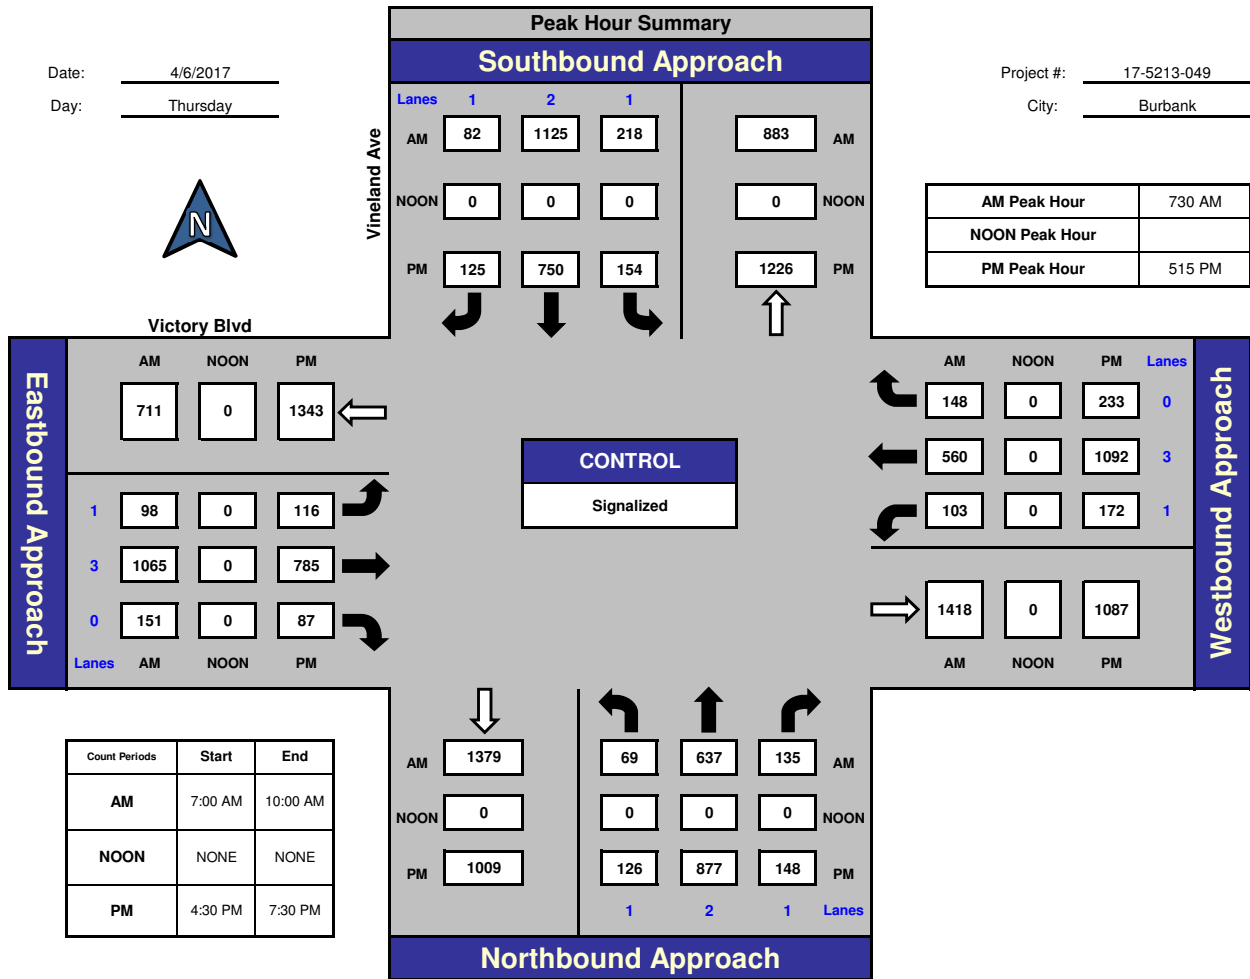 Peak Hour Summary
Southbound Approach
Date: 4/6/2017
Day: Thursday
Project #: 17-5213-049
City: Burbank
N
Vineland Ave
Lanes 1 2 1
AM 82 1125 218 883 AM
NOON 0 0 0 0 NOON
PM 125 750 154 1226 PM
AM Peak Hour 730 AM
NOON Peak Hour
PM Peak Hour 515 PM
Victory Blvd
Eastbound Approach
AM NOON PM
711 0 1343
1 98 0 116
3 1065 0 785
0 151 0 87
Lanes AM NOON PM
CONTROL
Signalized
AM NOON PM Lanes
148 0 233 0
560 0 1092 3
103 0 172 1
1418 0 1087
AM NOON PM
Westbound Approach
Count Periods Start End
AM 7:00 AM 10:00 AM
NOON NONE NONE
PM 4:30 PM 7:30 PM
AM 1379 69 637 135 AM
NOON 0 0 0 0 NOON
PM 1009 126 877 148 PM
1 2 1 Lanes
Northbound Approach